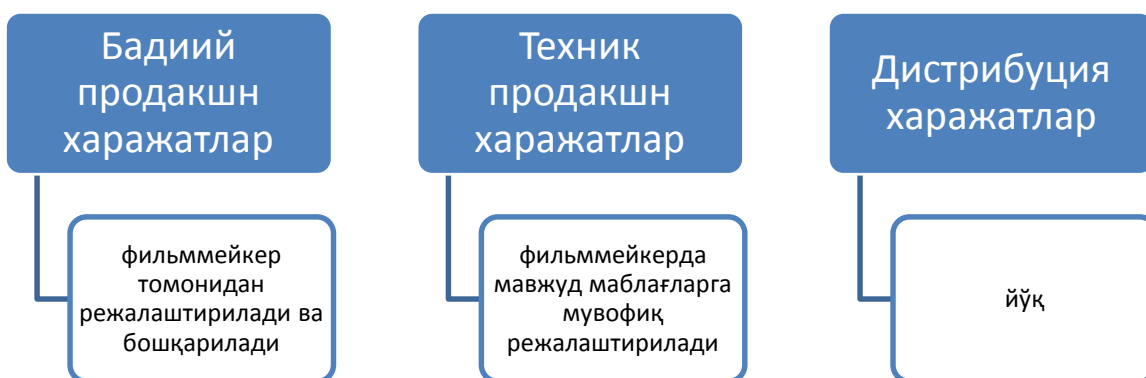 Бадиий
продакшн
харажатлар
фильммейкер
томонидан
режалаштирилади ва
бошқарилади
Техник
продакшн
харажатлар
фильммейкерда
мавжуд маблағларга
мувофиқ
режалаштирилади
Дистрибуция
харажатлар
йўқ